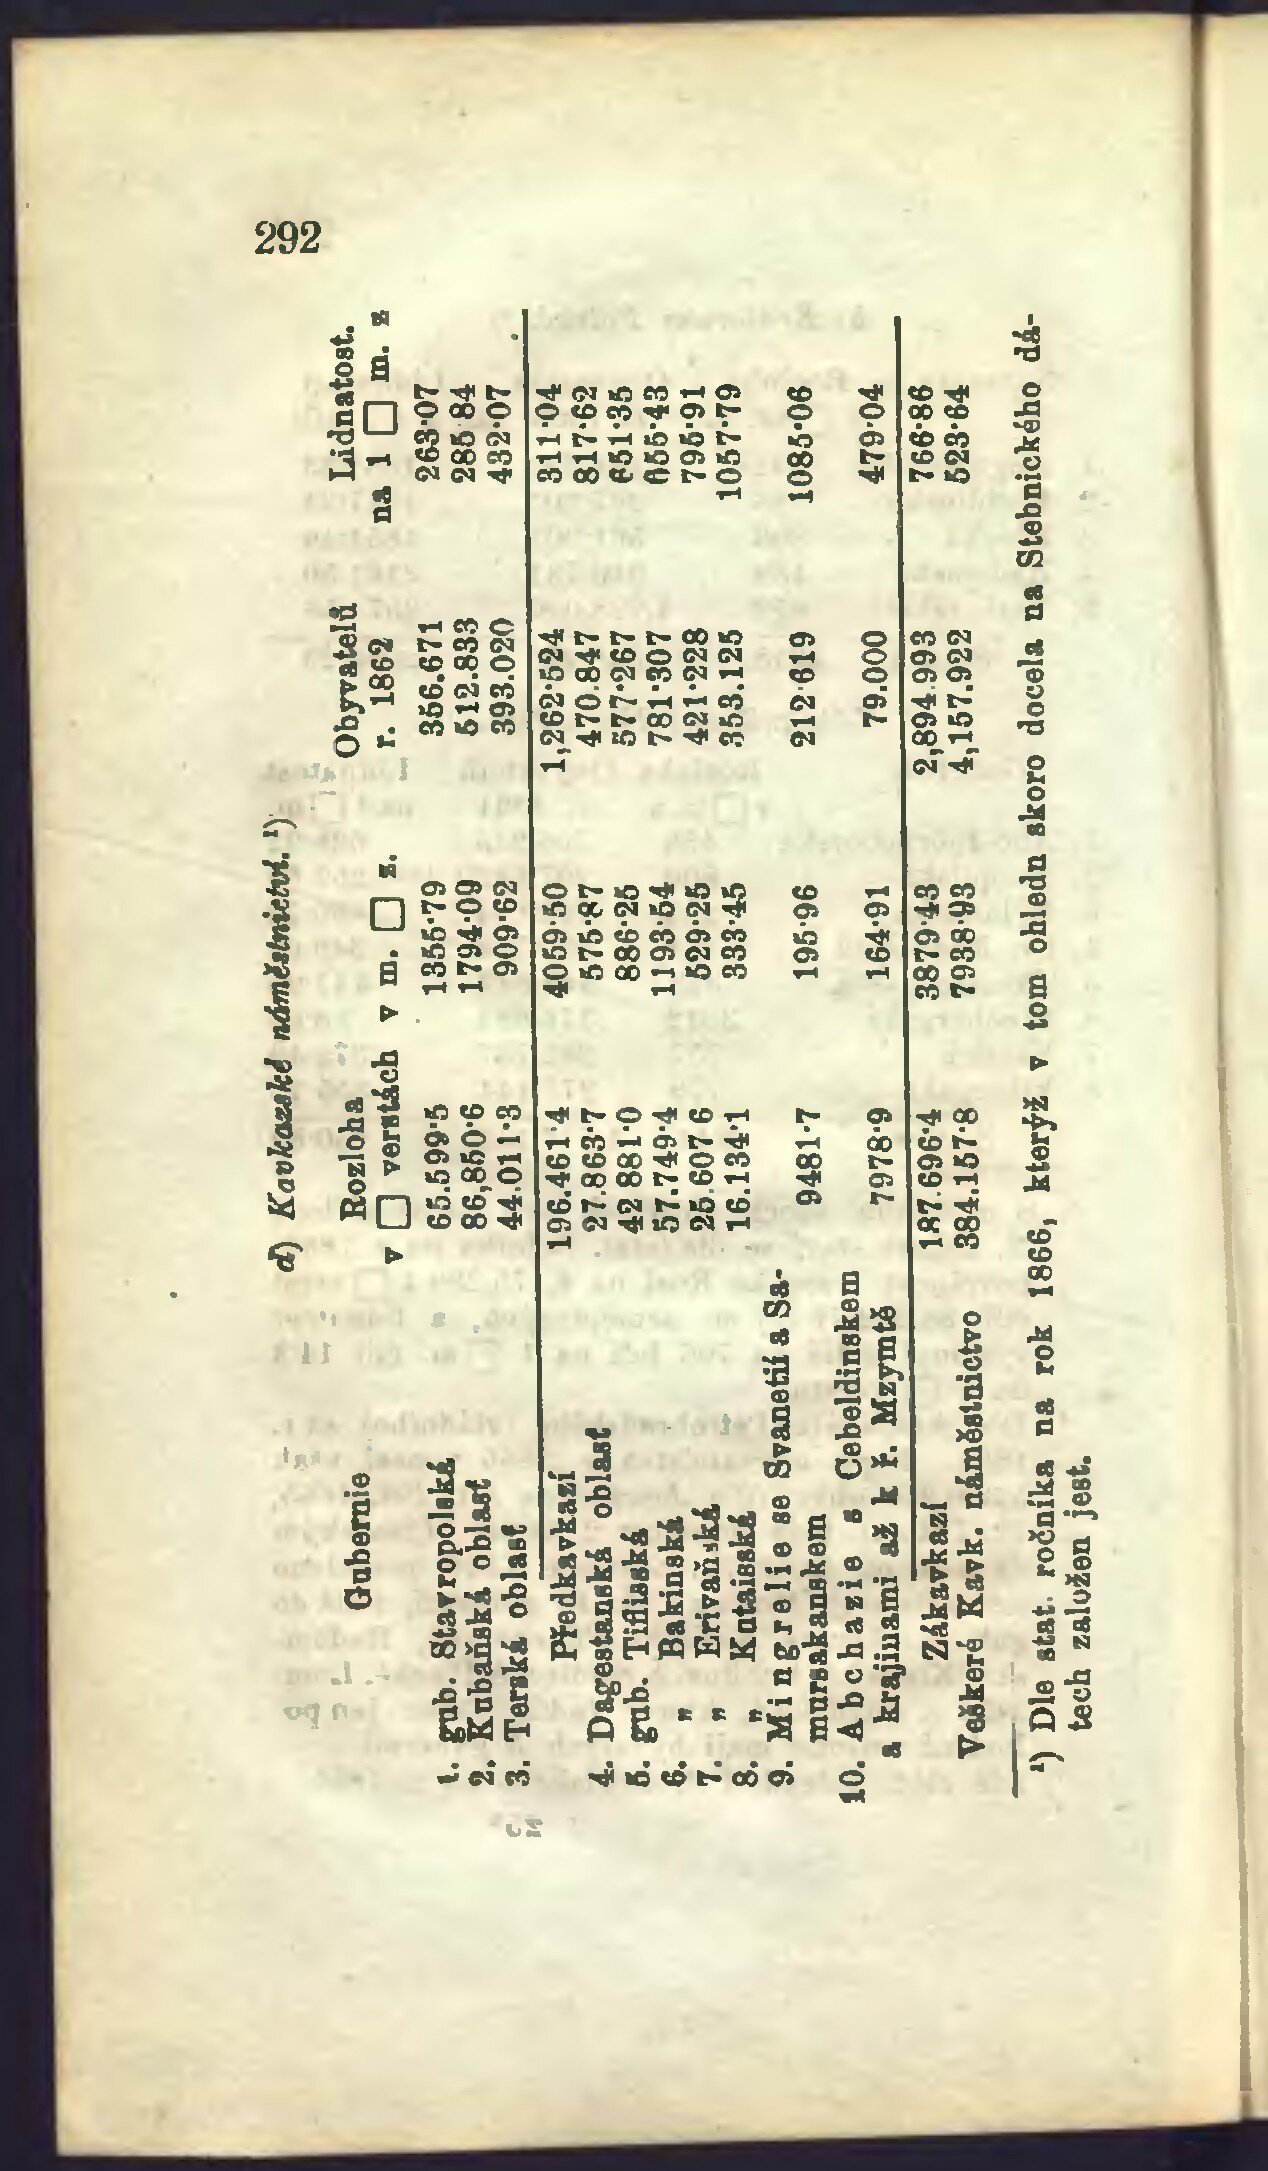 292
d) Kavkazské náměstnictví. ¹)
Gubernie Rozloha Obyvatelů Lidnatost.
v □ verstách v m. □ z. r. 1862 na 1 □ m. z
1. gub. Stavropolská 65.599·5 1355·79 356.671 263·07
2. Kubaňská oblasť 86,850·6 1794·09 512.833 285 84
3. Terská oblasť 44.011·3 909·62 393.020 432·07
Předkavkazí 196.461·4 4059·50 1,262·524 311·04
4. Dagestanská oblasť 27.863·7 575·87 470.847 817·62
5. gub. Tifliská 42 881·0 886·25 577·267 651·35
6. „ Bakinská 57.749·4 1193·54 781·307 655·43
7. „ Erivaňská 25.607 6 529·25 421·228 795·91
8. „ Kutaisská 16.134·1 333·45 353.125 1057·79
9. Mingrelie se Svanetií a Sa-
mursakanskem 9481·7 195·96 212·619 1085·06
10. Abchazie s Cebeldinskem
a krajinami až k ř. Mzymtě 7978·9 164·91 79.000 479·04
Zákavkazí 187.696·4 3879·43 2,894.993 766·86
Veškeré Kavk. náměstnictvo 384.157·8 7938·93 4,157.922 523·64
¹) Dle stat. ročníka na rok 1866, kterýž v tom ohledu skoro docela na Stebnického dá-
tech založen jest.